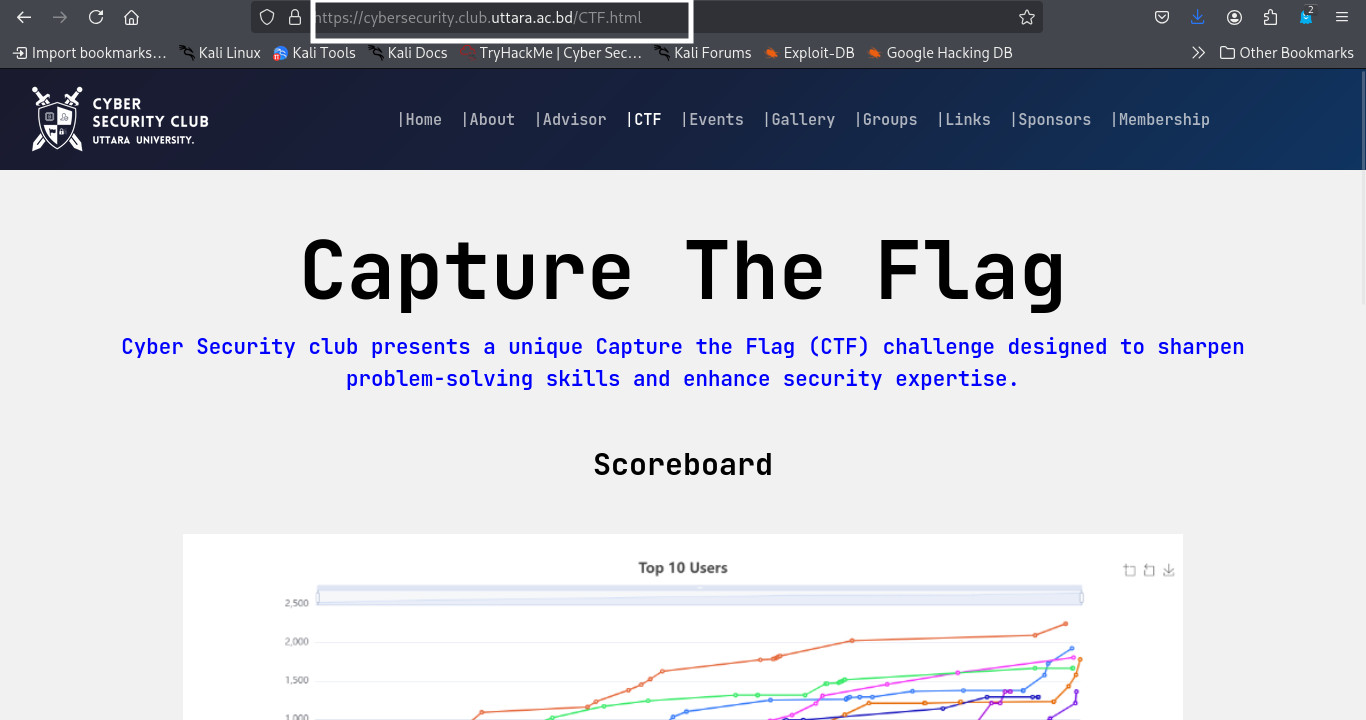 https://cybersecurity.club.uttara.ac.bd/CTF.html
2
Import bookmarks… Kali Linux Kali Tools Kali Docs TryHackMe | Cyber Sec… Kali Forums Exploit-DB Google Hacking DB Other Bookmarks
CYBER
SECURITY CLUB
UTTARA UNIVERSITY.
|Home |About |Advisor |CTF |Events |Gallery |Groups |Links |Sponsors |Membership
Capture The Flag
Cyber Security club presents a unique Capture the Flag (CTF) challenge designed to sharpen
problem-solving skills and enhance security expertise.
Scoreboard
Top 10 Users
2,500
2,000
1,500
1,000